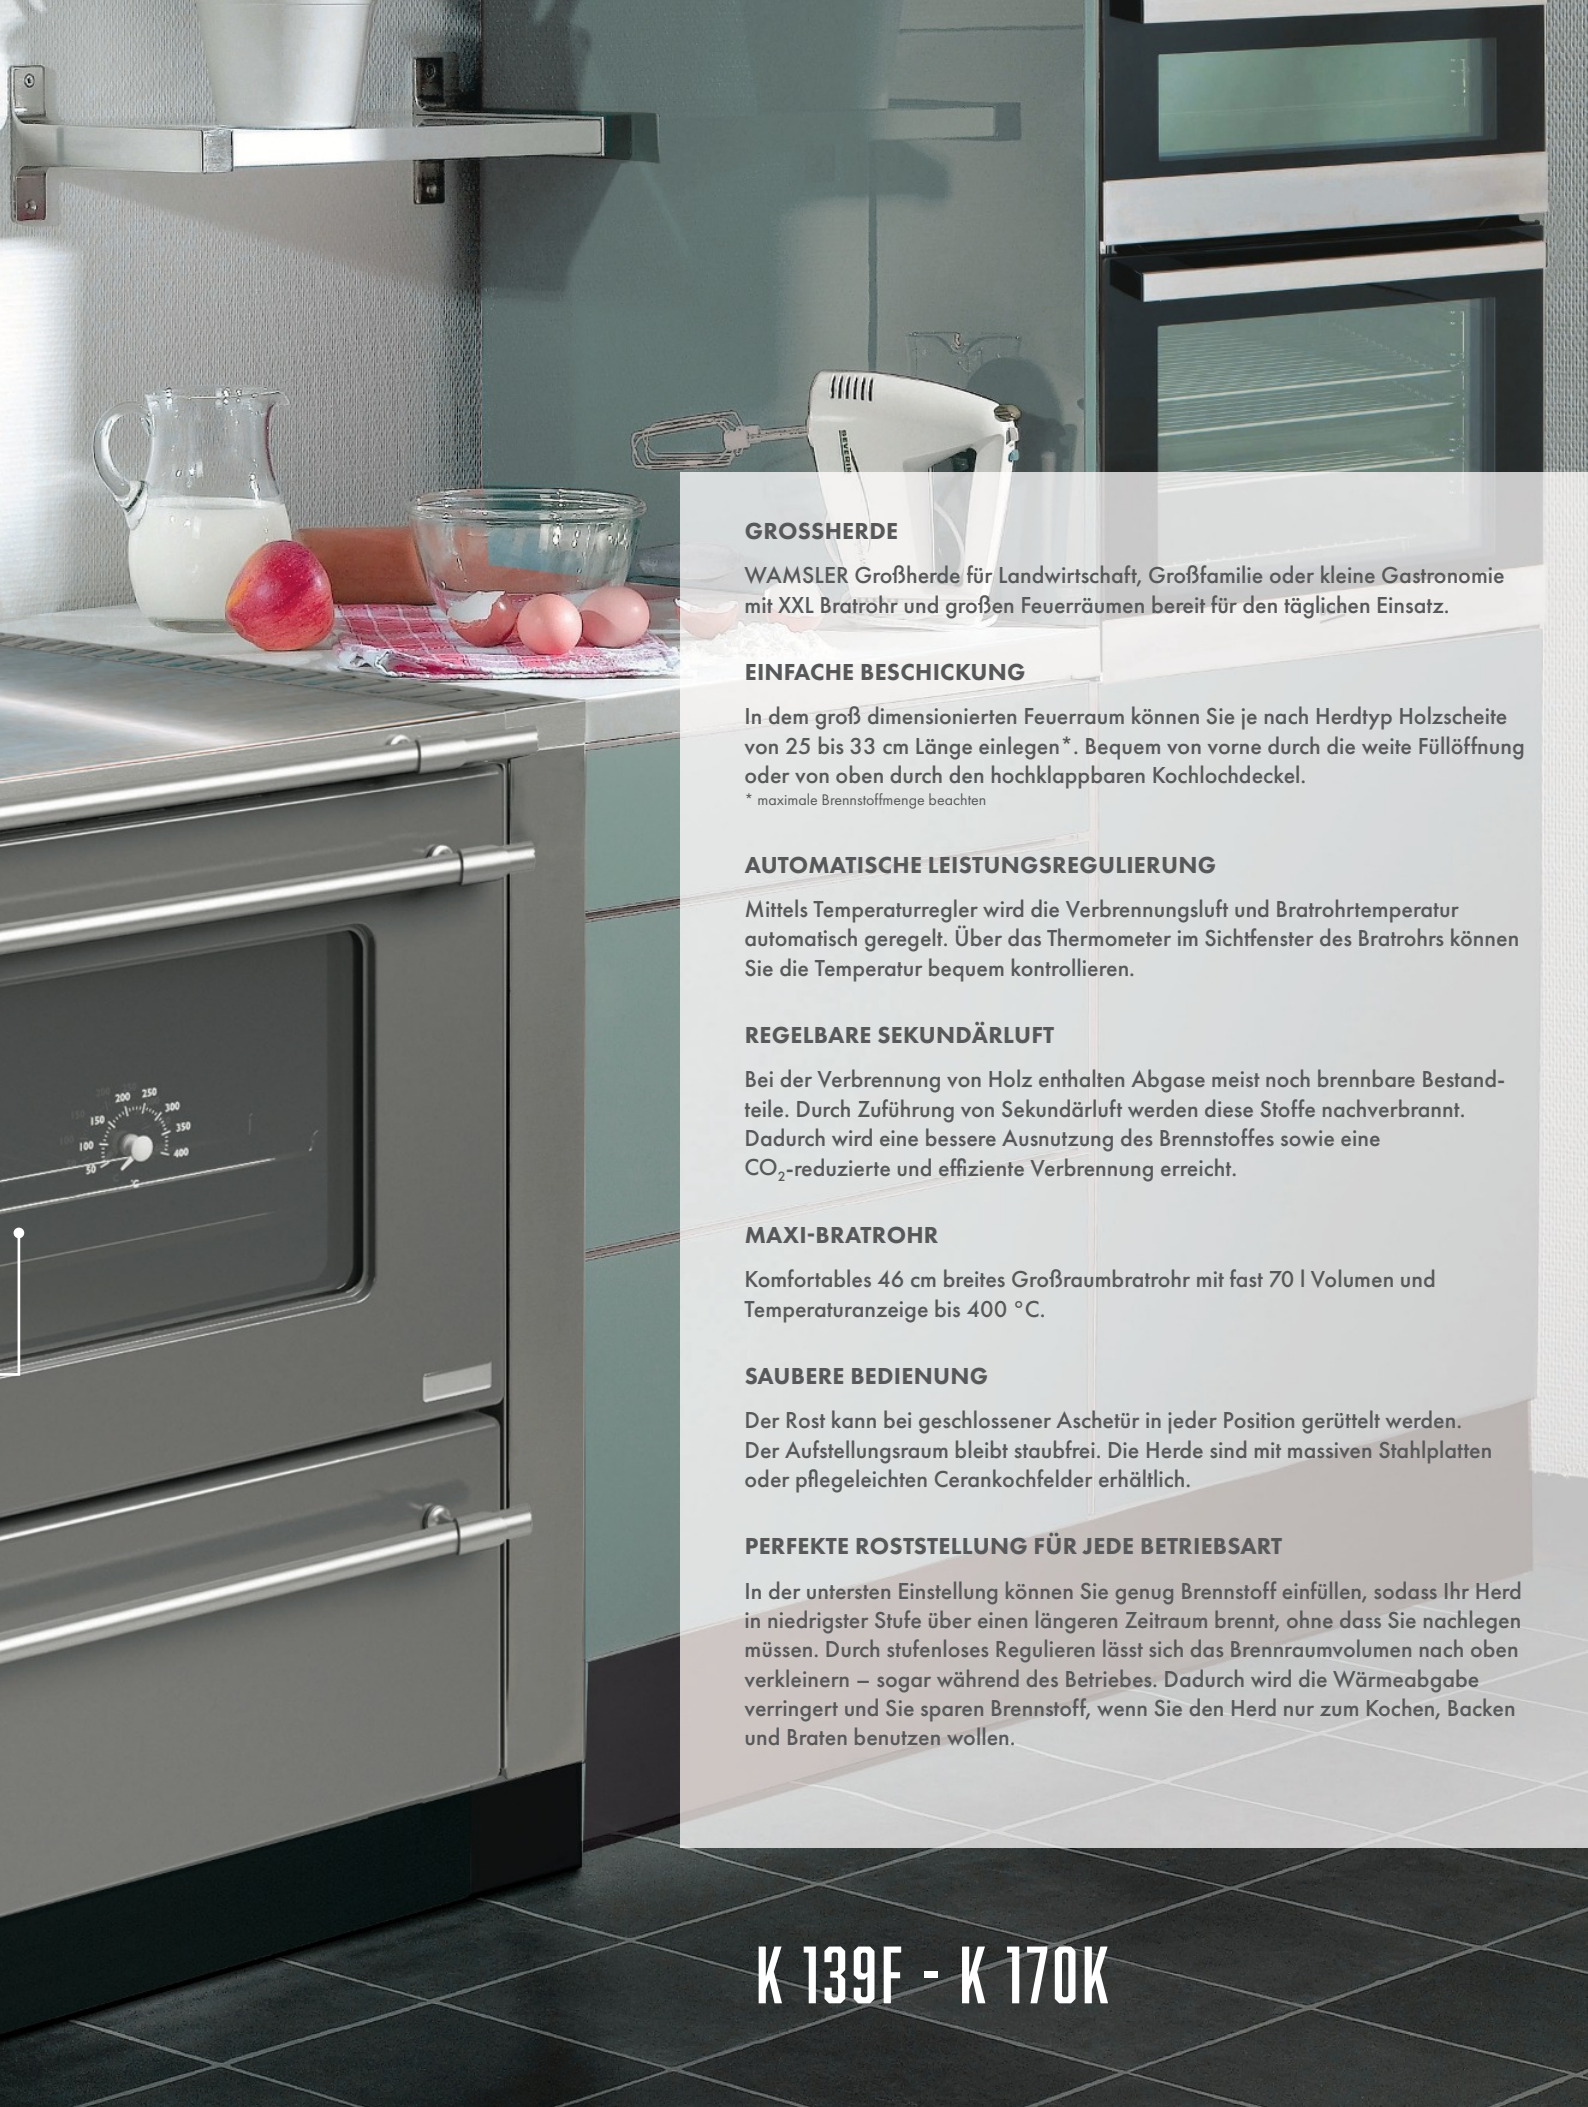 SEVERIN
GROSSHERDE
WAMSLER Großherde für Landwirtschaft, Großfamilie oder kleine Gastronomie
mit XXL Bratrohr und großen Feuerräumen bereit für den täglichen Einsatz.
EINFACHE BESCHICKUNG
In dem groß dimensionierten Feuerraum können Sie je nach Herdtyp Holzscheite
von 25 bis 33 cm Länge einlegen*. Bequem von vorne durch die weite Füllöffnung
oder von oben durch den hochklappbaren Kochlochdeckel.
* maximale Brennstoffmenge beachten
AUTOMATISCHE LEISTUNGSREGULIERUNG
Mittels Temperaturregler wird die Verbrennungsluft und Bratrohrtemperatur
automatisch geregelt. Über das Thermometer im Sichtfenster des Bratrohrs können
Sie die Temperatur bequem kontrollieren.
REGELBARE SEKUNDÄRLUFT
Bei der Verbrennung von Holz enthalten Abgase meist noch brennbare Bestand-
teile. Durch Zuführung von Sekundärluft werden diese Stoffe nachverbrannt.
Dadurch wird eine bessere Ausnutzung des Brennstoffes sowie eine
CO₂-reduzierte und effiziente Verbrennung erreicht.
MAXI-BRATROHR
Komfortables 46 cm breites Großraumbratrohr mit fast 70 l Volumen und
Temperaturanzeige bis 400 °C.
SAUBERE BEDIENUNG
Der Rost kann bei geschlossener Aschetür in jeder Position gerüttelt werden.
Der Aufstellungsraum bleibt staubfrei. Die Herde sind mit massiven Stahlplatten
oder pflegeleichten Cerankochfelder erhältlich.
PERFEKTE ROSTSTELLUNG FÜR JEDE BETRIEBSART
In der untersten Einstellung können Sie genug Brennstoff einfüllen, sodass Ihr Herd
in niedrigster Stufe über einen längeren Zeitraum brennt, ohne dass Sie nachlegen
müssen. Durch stufenloses Regulieren lässt sich das Brennraumvolumen nach oben
verkleinern – sogar während des Betriebes. Dadurch wird die Wärmeabgabe
verringert und Sie sparen Brennstoff, wenn Sie den Herd nur zum Kochen, Backen
und Braten benutzen wollen.
50 100 150 200 250 300 350 400
°C
K 139F - K 170K